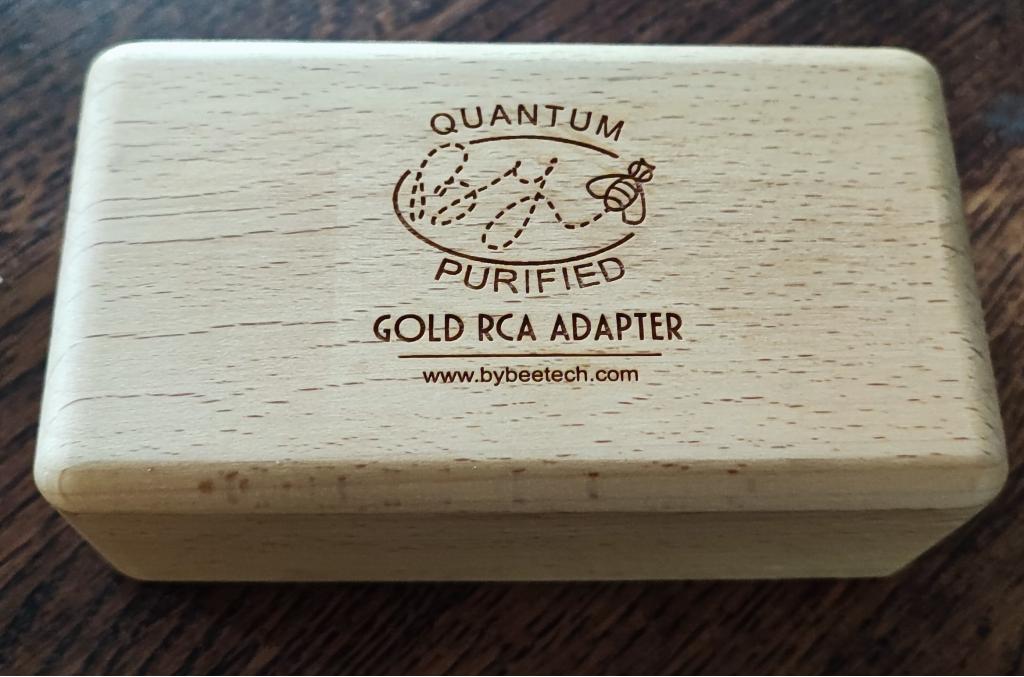 QUANTUM
PURIFIED
GOLD RCA ADAPTER
www.bybeetech.com